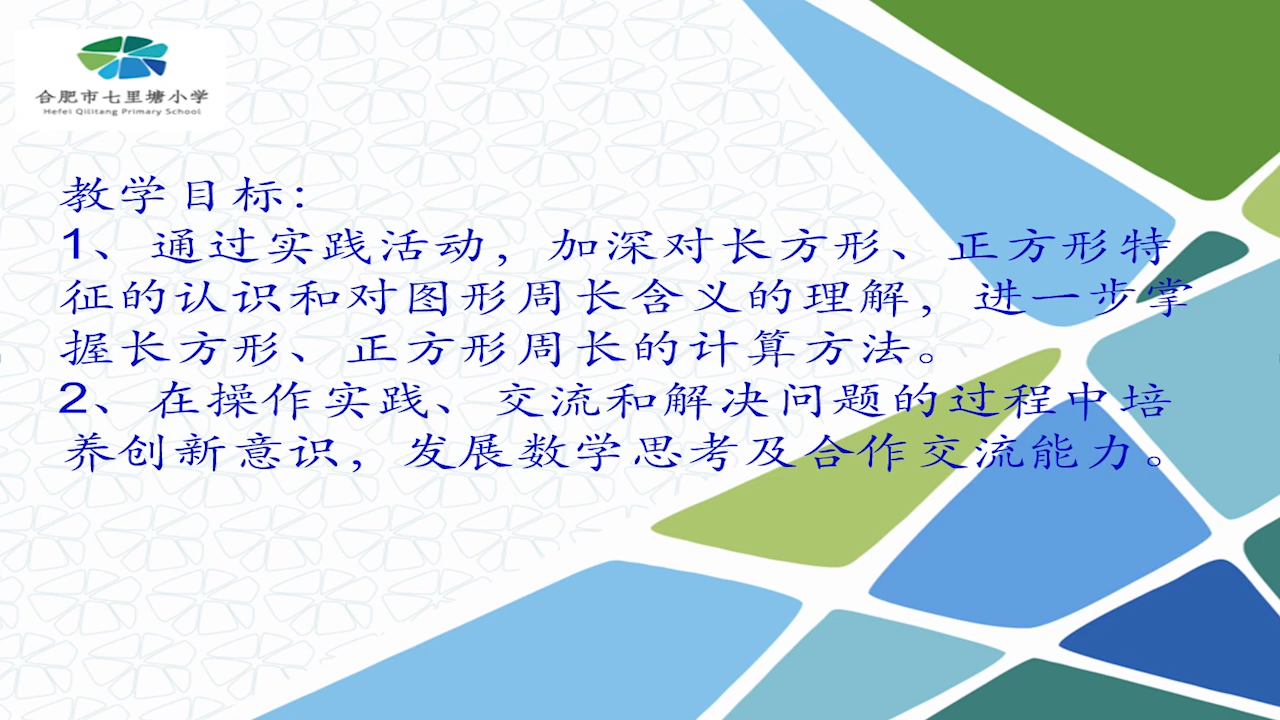 合肥市七里塘小学
Hefei Qilitang Primary School
教学目标：
1、通过实践活动，加深对长方形、正方形特
征的认识和对图形周长含义的理解，进一步掌
握长方形、正方形周长的计算方法。
2、在操作实践、交流和解决问题的过程中培
养创新意识，发展数学思考及合作交流能力。